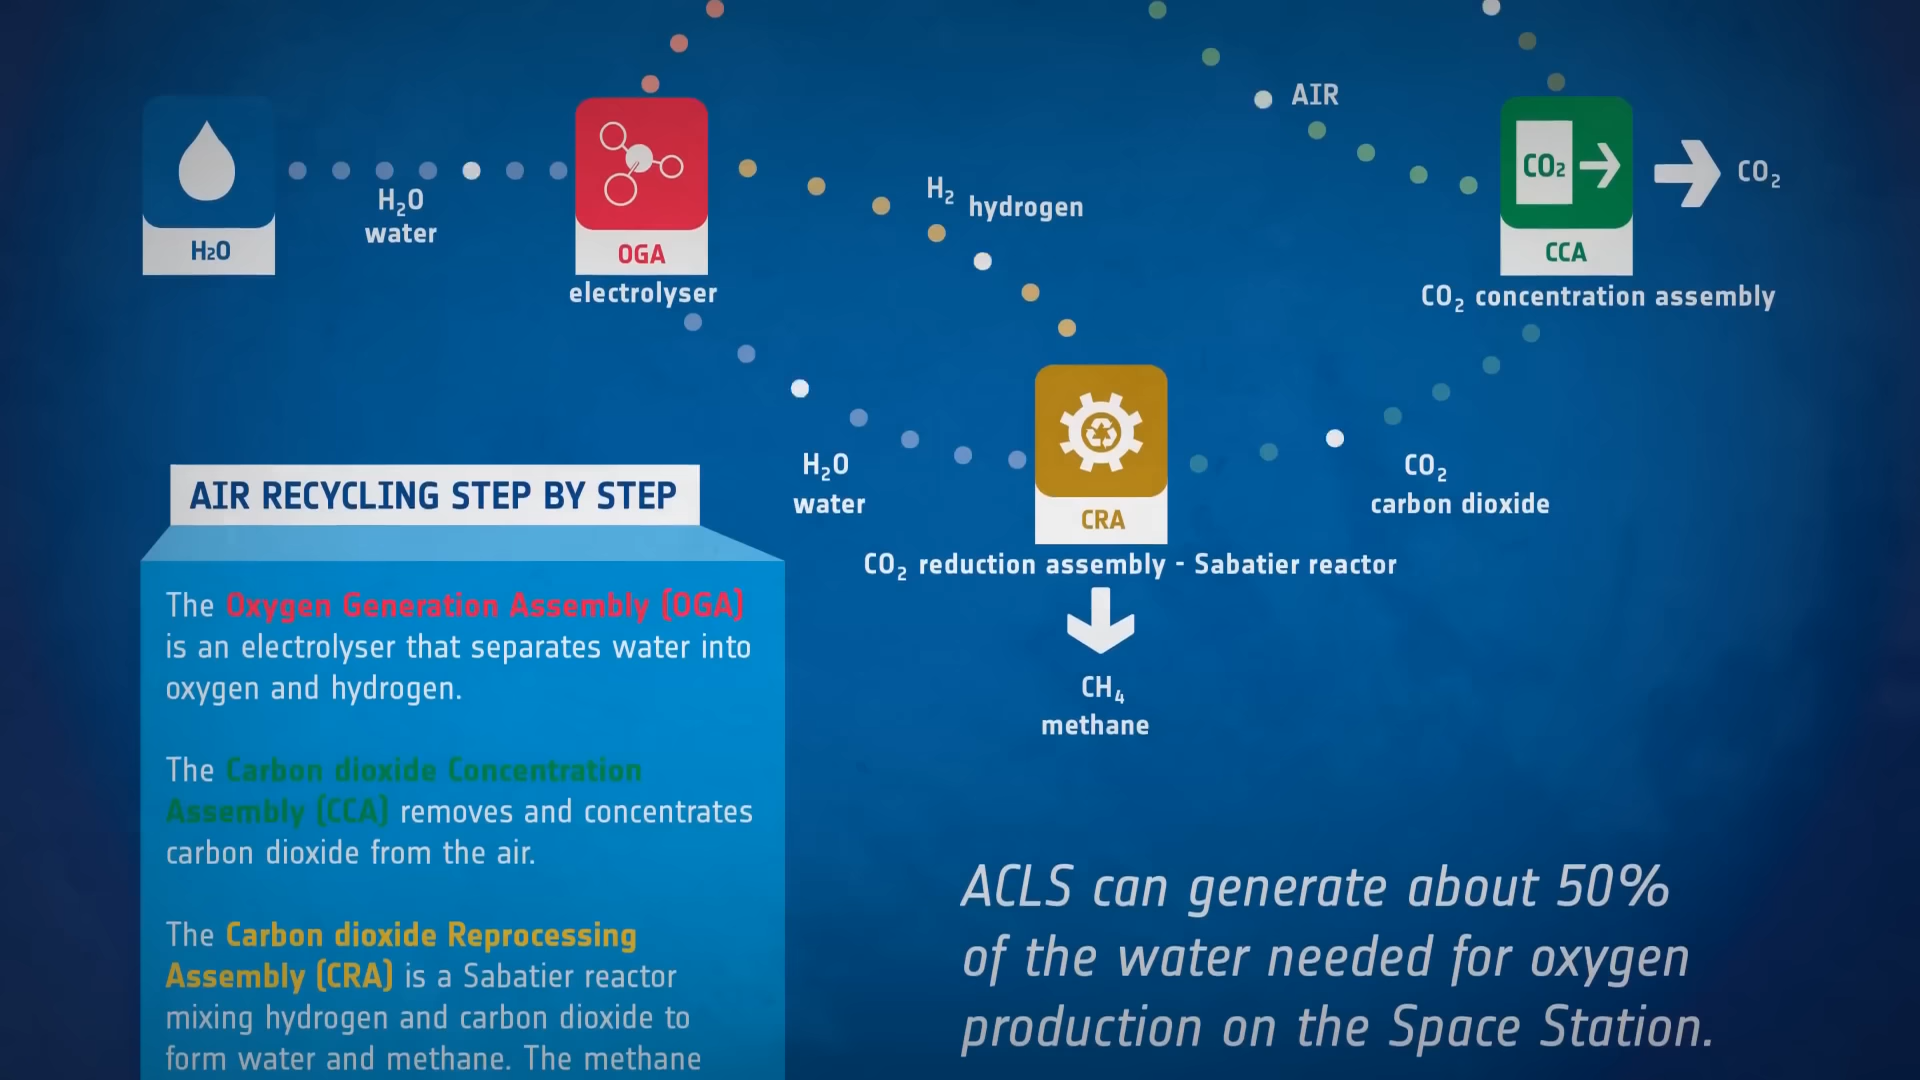 AIR
CO₂
CO₂
H₂ hydrogen
H₂O
water
H₂O
OGA
CCA
electrolyser
CO₂ concentration assembly
H₂O
water
CO₂
carbon dioxide
CRA
CO₂ reduction assembly - Sabatier reactor
CH₄
methane
AIR RECYCLING STEP BY STEP
The Oxygen Generation Assembly (OGA)
is an electrolyser that separates water into
oxygen and hydrogen.
The Carbon dioxide Concentration
Assembly (CCA) removes and concentrates
carbon dioxide from the air.
The Carbon dioxide Reprocessing
Assembly (CRA) is a Sabatier reactor
mixing hydrogen and carbon dioxide to
form water and methane. The methane
ACLS can generate about 50%
of the water needed for oxygen
production on the Space Station.